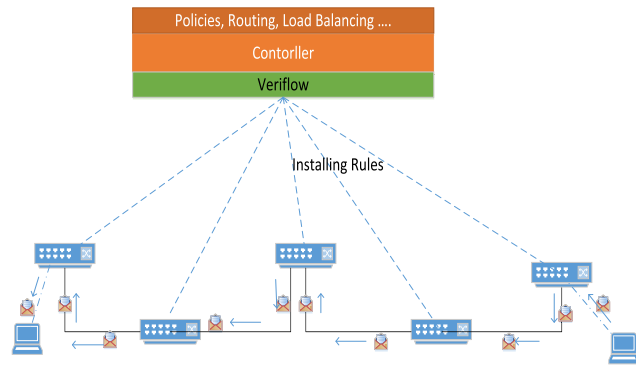 Policies, Routing, Load Balancing ....
Contorller
Veriflow
Installing Rules